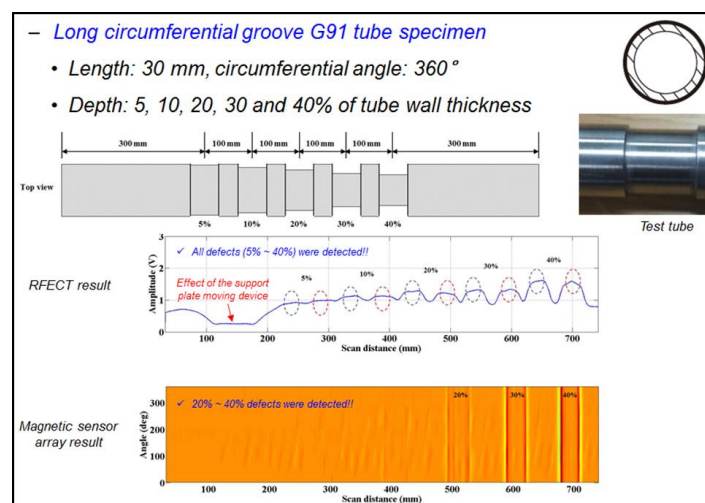 – Long circumferential groove G91 tube specimen
• Length: 30 mm, circumferential angle: 360°
• Depth: 5, 10, 20, 30 and 40% of tube wall thickness
300 mm 100 mm 100 mm 100 mm 100 mm 300 mm
Top view
5% 10% 20% 30% 40%
Test tube
RFECT result
✓ All defects (5% ~ 40%) were detected!!
Effect of the support
plate moving device
5% 10% 20% 30% 40%
Amplitude (V)
3
2
1
0
100 200 300 400 500 600 700
Scan distance (mm)
Magnetic sensor
array result
✓ 20% ~ 40% defects were detected!!
20% 30% 40%
Angle (deg)
300
200
100
0
100 200 300 400 500 600 700
Scan distance (mm)